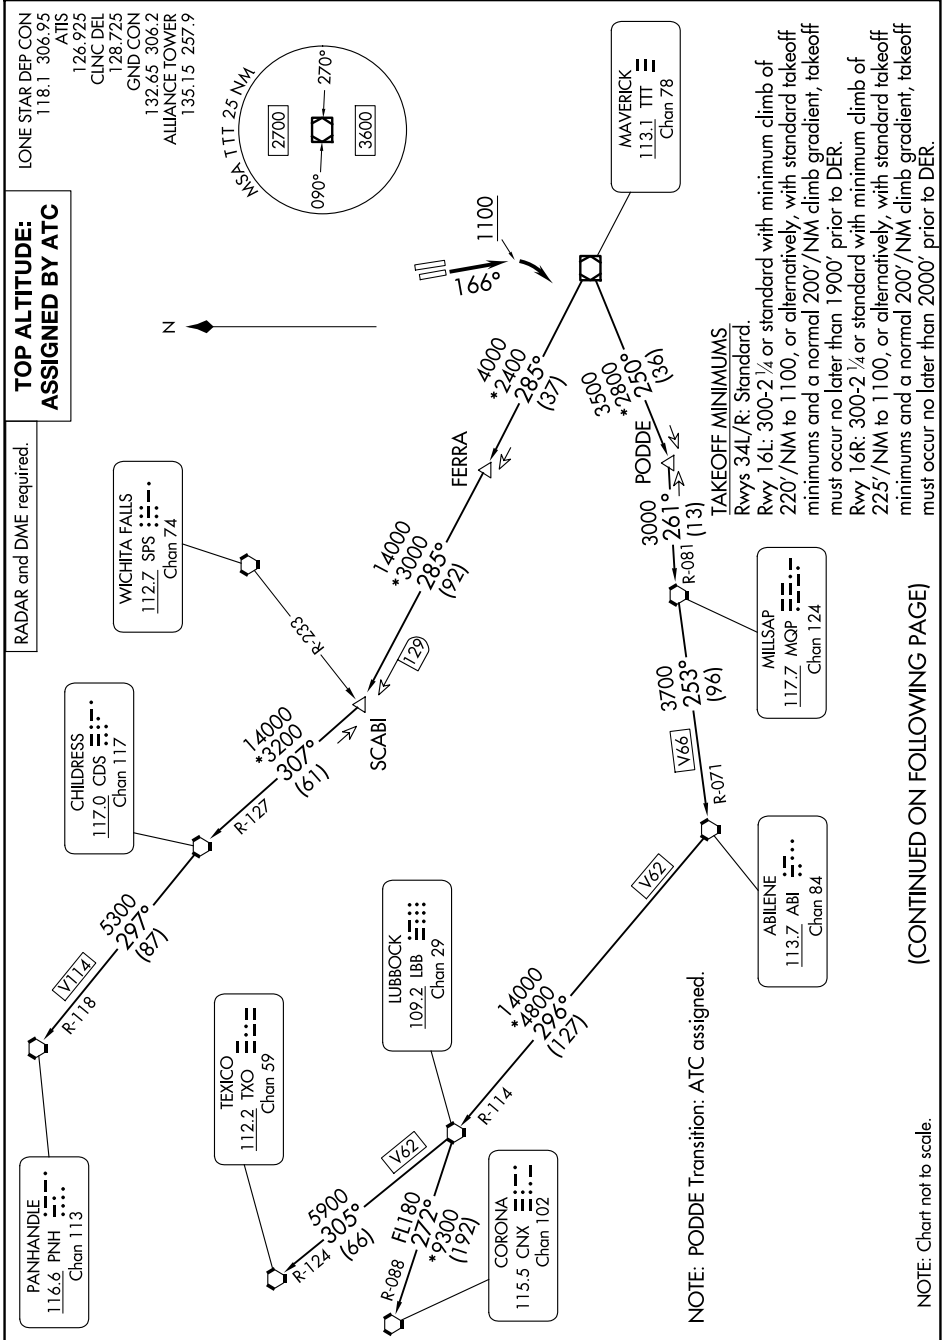 RADAR and DME required.
TOP ALTITUDE:
ASSIGNED BY ATC
LONE STAR DEP CON
118.1 306.95
ATIS
126.925
CLNC DEL
128.725
GND CON
132.65 306.2
ALLIANCE TOWER
135.15 257.9
PANHANDLE
116.6 PNH
Chan 113
R-118
V114
5300
297°
(87)
CHILDRESS
117.0 CDS
Chan 117
R-127
14000
*3200
307°
(61)
WICHITA FALLS
112.7 SPS
Chan 74
R-233
SCABI
129
14000
*3000
285°
(92)
FERRA
4000
*2400
285°
(37)
N
MSA TTT 25 NM
2700
3600
090°
270°
1100
166°
MAVERICK
113.1 TTT
Chan 78
3500
*2800
250°
(36)
PODDE
3000
261°
(13)
R-081
MILLSAP
117.7 MQP
Chan 124
3700
253°
(96)
V66
R-071
ABILENE
113.7 ABI
Chan 84
V62
14000
*4800
296°
(127)
R-114
LUBBOCK
109.2 LBB
Chan 29
V62
5900
305°
(66)
R-124
TEXICO
112.2 TXO
Chan 59
FL180
272°
*9300
(192)
R-088
CORONA
115.5 CNX
Chan 102
TAKEOFF MINIMUMS
Rwys 34L/R: Standard.
Rwy 16L: 300-2 ¼ or standard with minimum climb of
220'/NM to 1100, or alternatively, with standard takeoff
minimums and a normal 200'/NM climb gradient, takeoff
must occur no later than 1900' prior to DER.
Rwy 16R: 300-2 ¼ or standard with minimum climb of
225'/NM to 1100, or alternatively, with standard takeoff
minimums and a normal 200'/NM climb gradient, takeoff
must occur no later than 2000' prior to DER.
NOTE: PODDE Transition: ATC assigned.
NOTE: Chart not to scale.
(CONTINUED ON FOLLOWING PAGE)